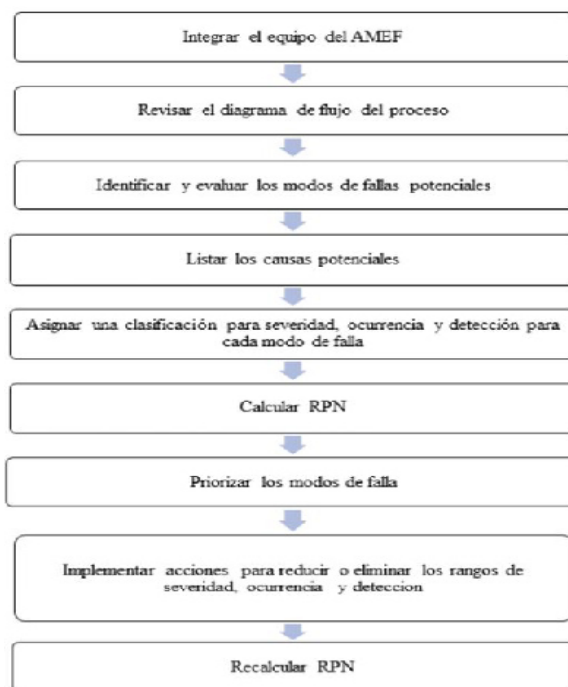 Integrar el equipo del AMEF
Revisar el diagrama de flujo del proceso
Identificar y evaluar los modos de fallas potenciales
Listar los causas potenciales
Asignar una clasificación para severidad, ocurrencia y detección para
cada modo de falla
Calcular RPN
Priorizar los modos de falla
Implementar acciones para reducir o eliminar los rangos de
severidad, ocurrencia y deteccion
Recalcular RPN